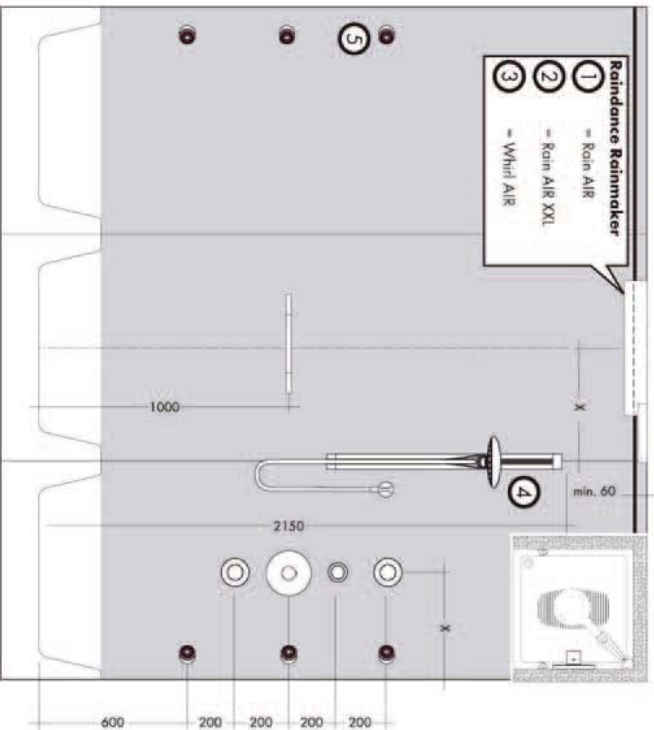 Raindance Rainmaker
1 = Rain AIR
2 = Rain AIR XXL
3 = Whirl AIR
5
4
1000
x
min. 60
2150
x
600
200
200
200
200